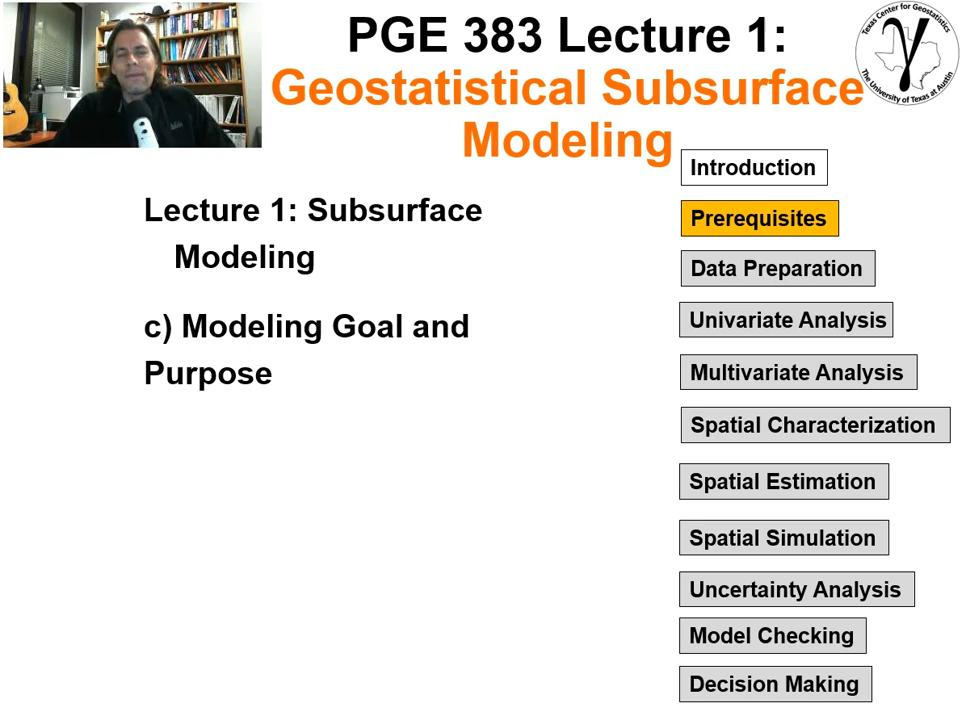 PGE 383 Lecture 1:
Geostatistical Subsurface
Modeling
Texas Center for Geostatistics
The University of Texas at Austin
γ
Lecture 1: Subsurface
Modeling
c) Modeling Goal and
Purpose
Introduction
Prerequisites
Data Preparation
Univariate Analysis
Multivariate Analysis
Spatial Characterization
Spatial Estimation
Spatial Simulation
Uncertainty Analysis
Model Checking
Decision Making